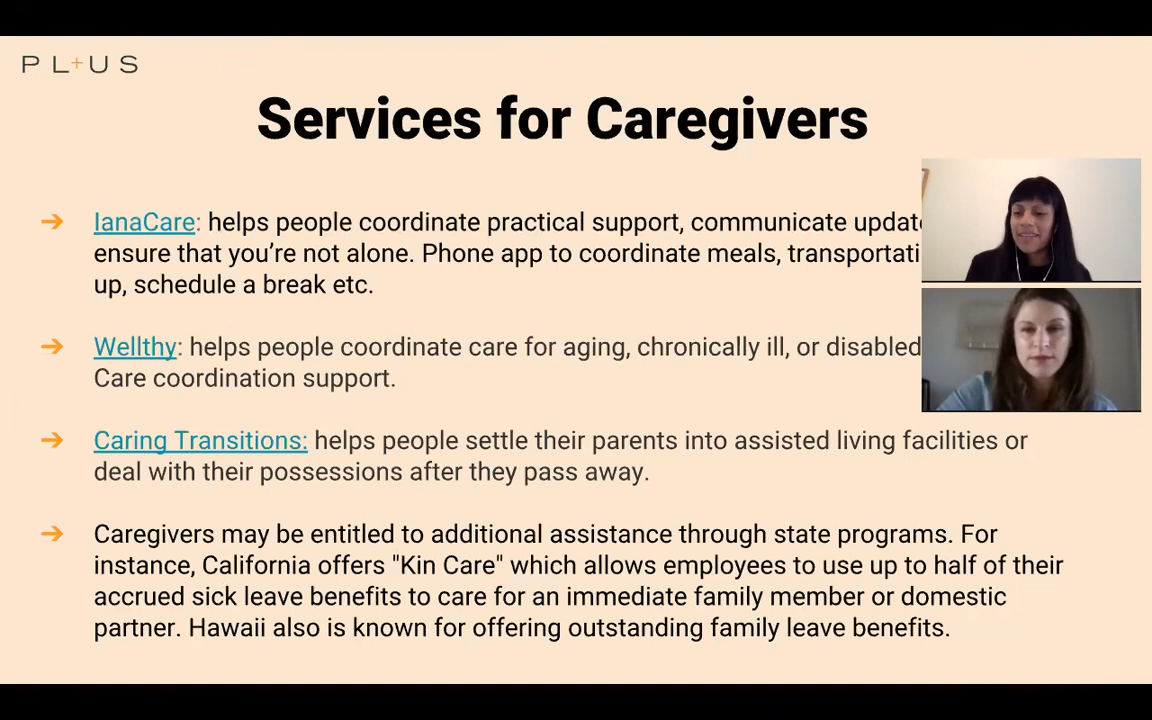 PL+US
Services for Caregivers
➔ IanaCare: helps people coordinate practical support, communicate
ensure that you’re not alone. Phone app to coordinate meals,
up, schedule a break etc.
➔ Wellthy: helps people coordinate care for aging, chronically ill, or disabled
Care coordination support.
➔ Caring Transitions: helps people settle their parents into assisted living facilities or
deal with their possessions after they pass away.
➔ Caregivers may be entitled to additional assistance through state programs. For
instance, California offers "Kin Care" which allows employees to use up to half of their
accrued sick leave benefits to care for an immediate family member or domestic
partner. Hawaii also is known for offering outstanding family leave benefits.